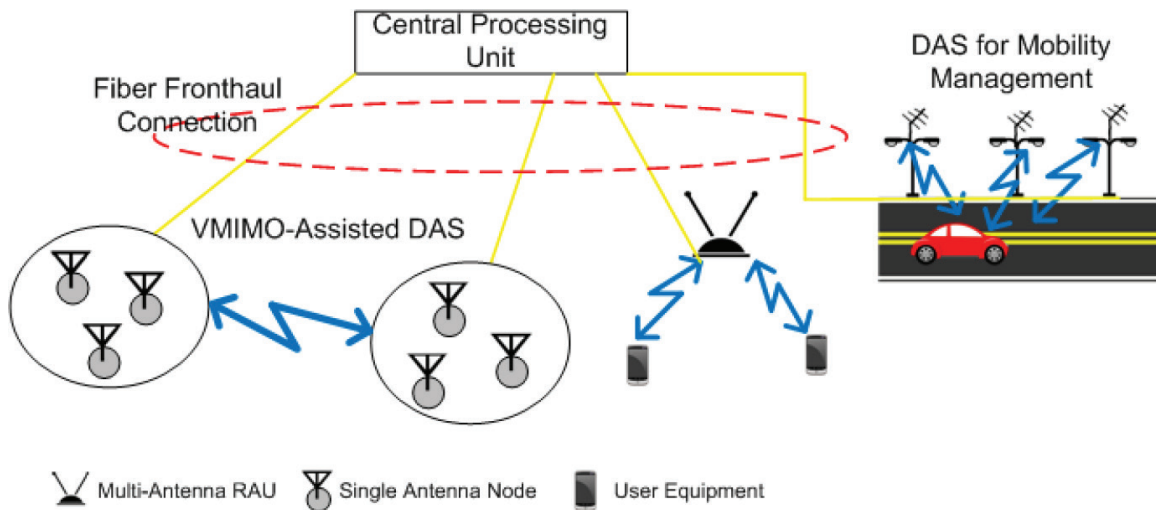 Central Processing
Unit
DAS for Mobility
Management
Fiber Fronthaul
Connection
VMIMO-Assisted DAS
Multi-Antenna RAU
Single Antenna Node
User Equipment